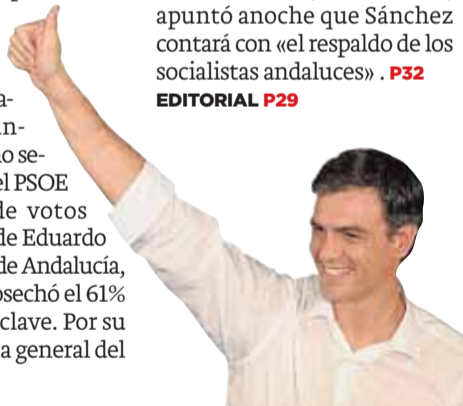 apuntó anoche que Sánchez
contará con «el respaldo de los
socialistas andaluces» . P32
EDITORIAL P29
a-
n-
o se-
el PSOE
de votos
de Eduardo
de Andalucía,
osechó el 61%
clave. Por su
a general del